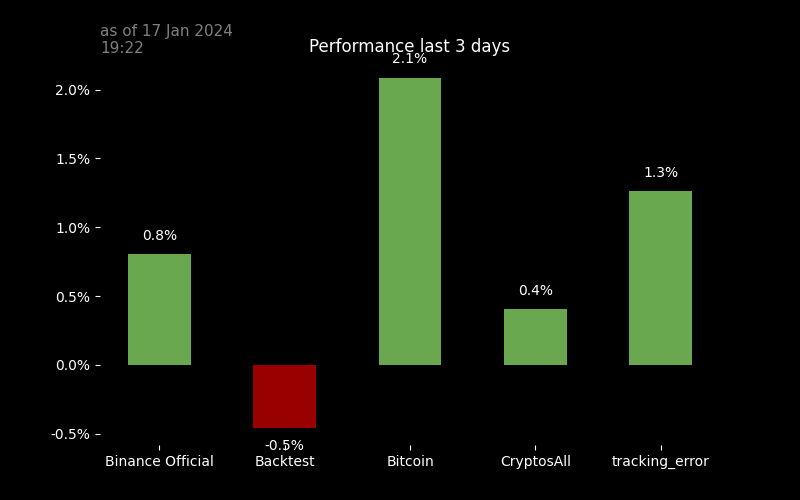 as of 17 Jan 2024
19:22
Performance last 3 days
2.1%
2.0%
1.5%
1.3%
1.0%
0.8%
0.5%
0.4%
0.0%
-0.5%
-0.5%
Binance Official
Backtest
Bitcoin
CryptosAll
tracking_error